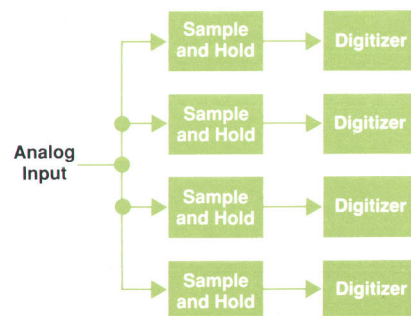 Sample
and Hold
Digitizer
Sample
and Hold
Digitizer
Analog
Input
Sample
and Hold
Digitizer
Sample
and Hold
Digitizer